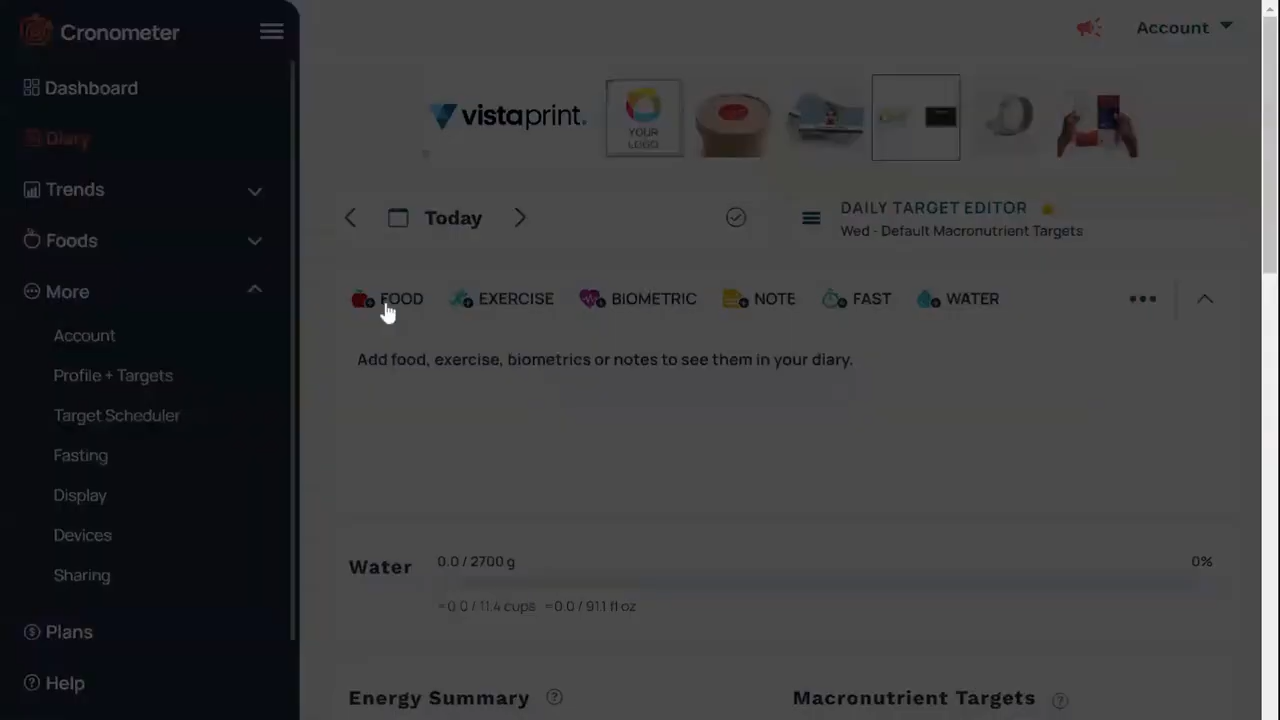 Cronometer
Account
Dashboard
vistaprint.
YOUR
LOGO
Diary
Trends
Today
DAILY TARGET EDITOR
Wed - Default Macronutrient Targets
Foods
More
FOOD
EXERCISE
BIOMETRIC
NOTE
FAST
WATER
Account
Add food, exercise, biometrics or notes to see them in your diary.
Profile + Targets
Target Scheduler
Fasting
Display
Devices
Sharing
Water
0.0 / 2700 g
0%
=0.0 / 11.4 cups =0.0 / 91.1 fl oz
Plans
Help
Energy Summary
Macronutrient Targets